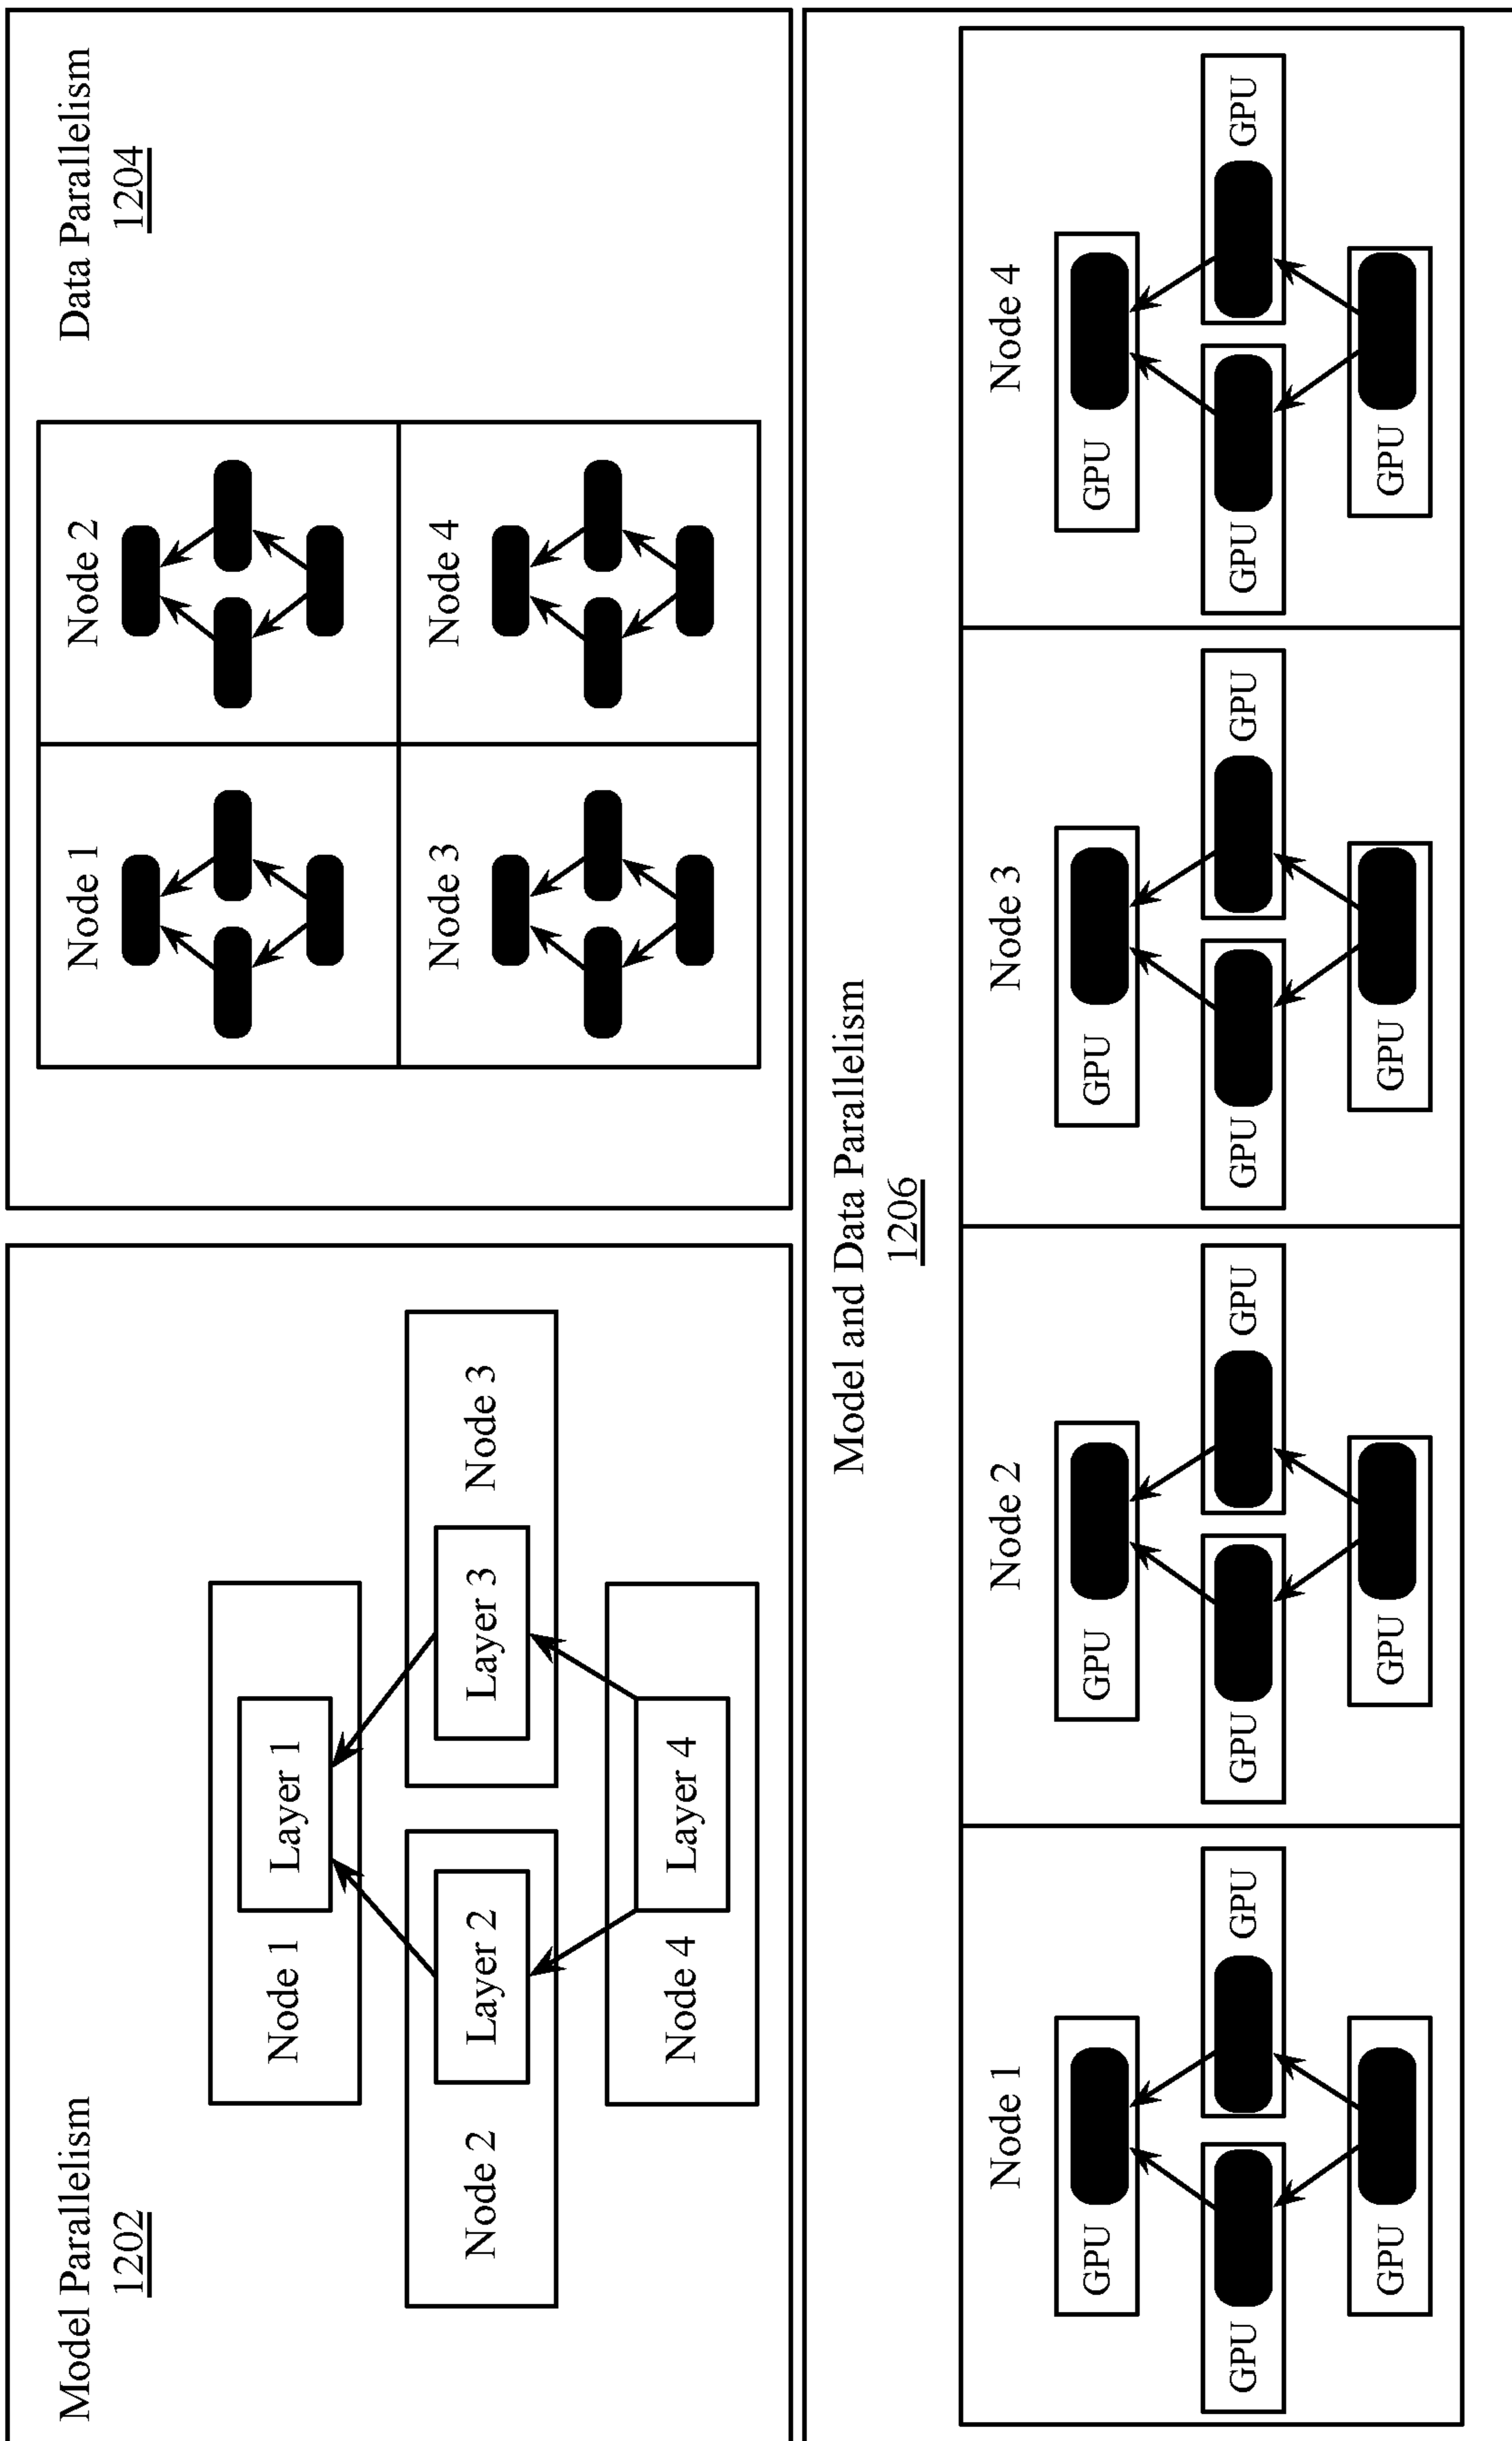 Model Parallelism
1202
Node 1
Layer 1
Node 2
Layer 2
Layer 3
Node 3
Node 4
Layer 4
Data Parallelism
1204
Node 1
Node 2
Node 3
Node 4
Model and Data Parallelism
1206
Node 1
GPU
GPU
GPU
GPU
Node 2
GPU
GPU
GPU
GPU
Node 3
GPU
GPU
GPU
GPU
Node 4
GPU
GPU
GPU
GPU